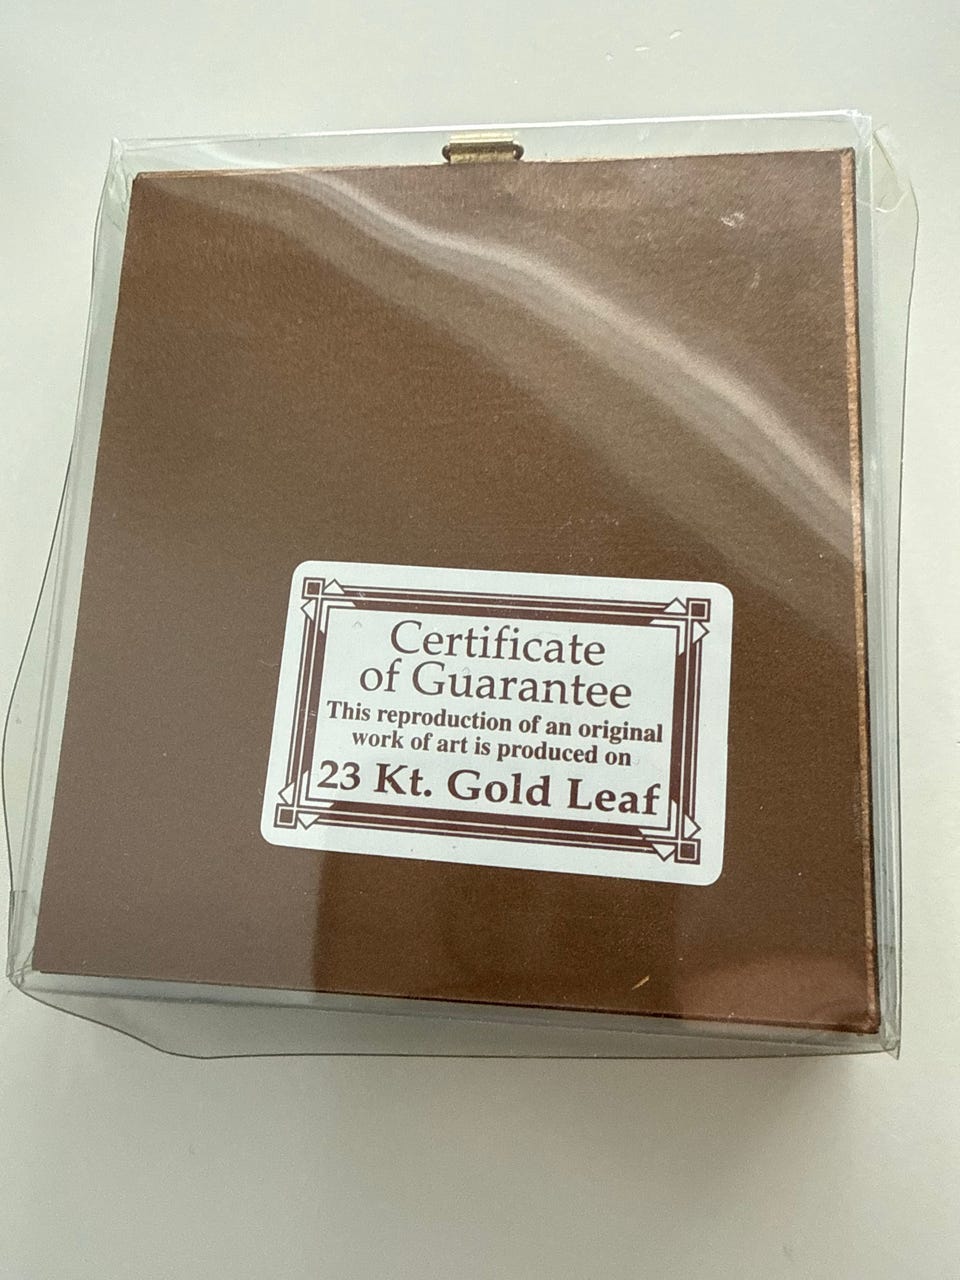 Certificate
of Guarantee
This reproduction of an original
work of art is produced on
23 Kt. Gold Leaf